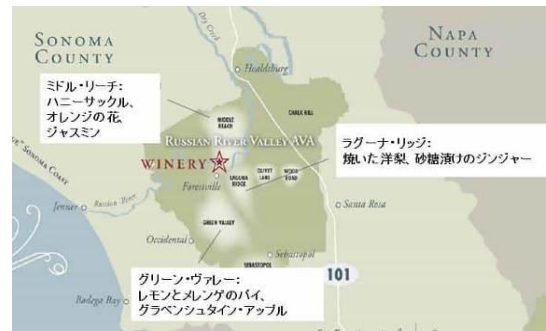 SONOMA
COUNTY
NAPA
COUNTY
Dry Creek
Healdsburg
ミドル・リーチ:
ハニーサックル、
オレンジの花、
ジャスミン
MIDDLE
REACH
CHALK HILL
RUSSIAN RIVER VALLEY AVA
WINERY
ラグーナ・リッジ:
焼いた洋梨、砂糖漬けのジンジャー
Forestville
LAGUNA
RIDGE
OLIVET
LANE
WOOD
ROAD
SONOMA COAST
Jenner
Russian River
Santa Rosa
GREEN VALLEY
Occidental
Sebastopol
SEBASTOPOL
101
グリーン・ヴァレー:
レモンとメレンゲのパイ、
グラベンシュタイン・アップル
Bodega Bay